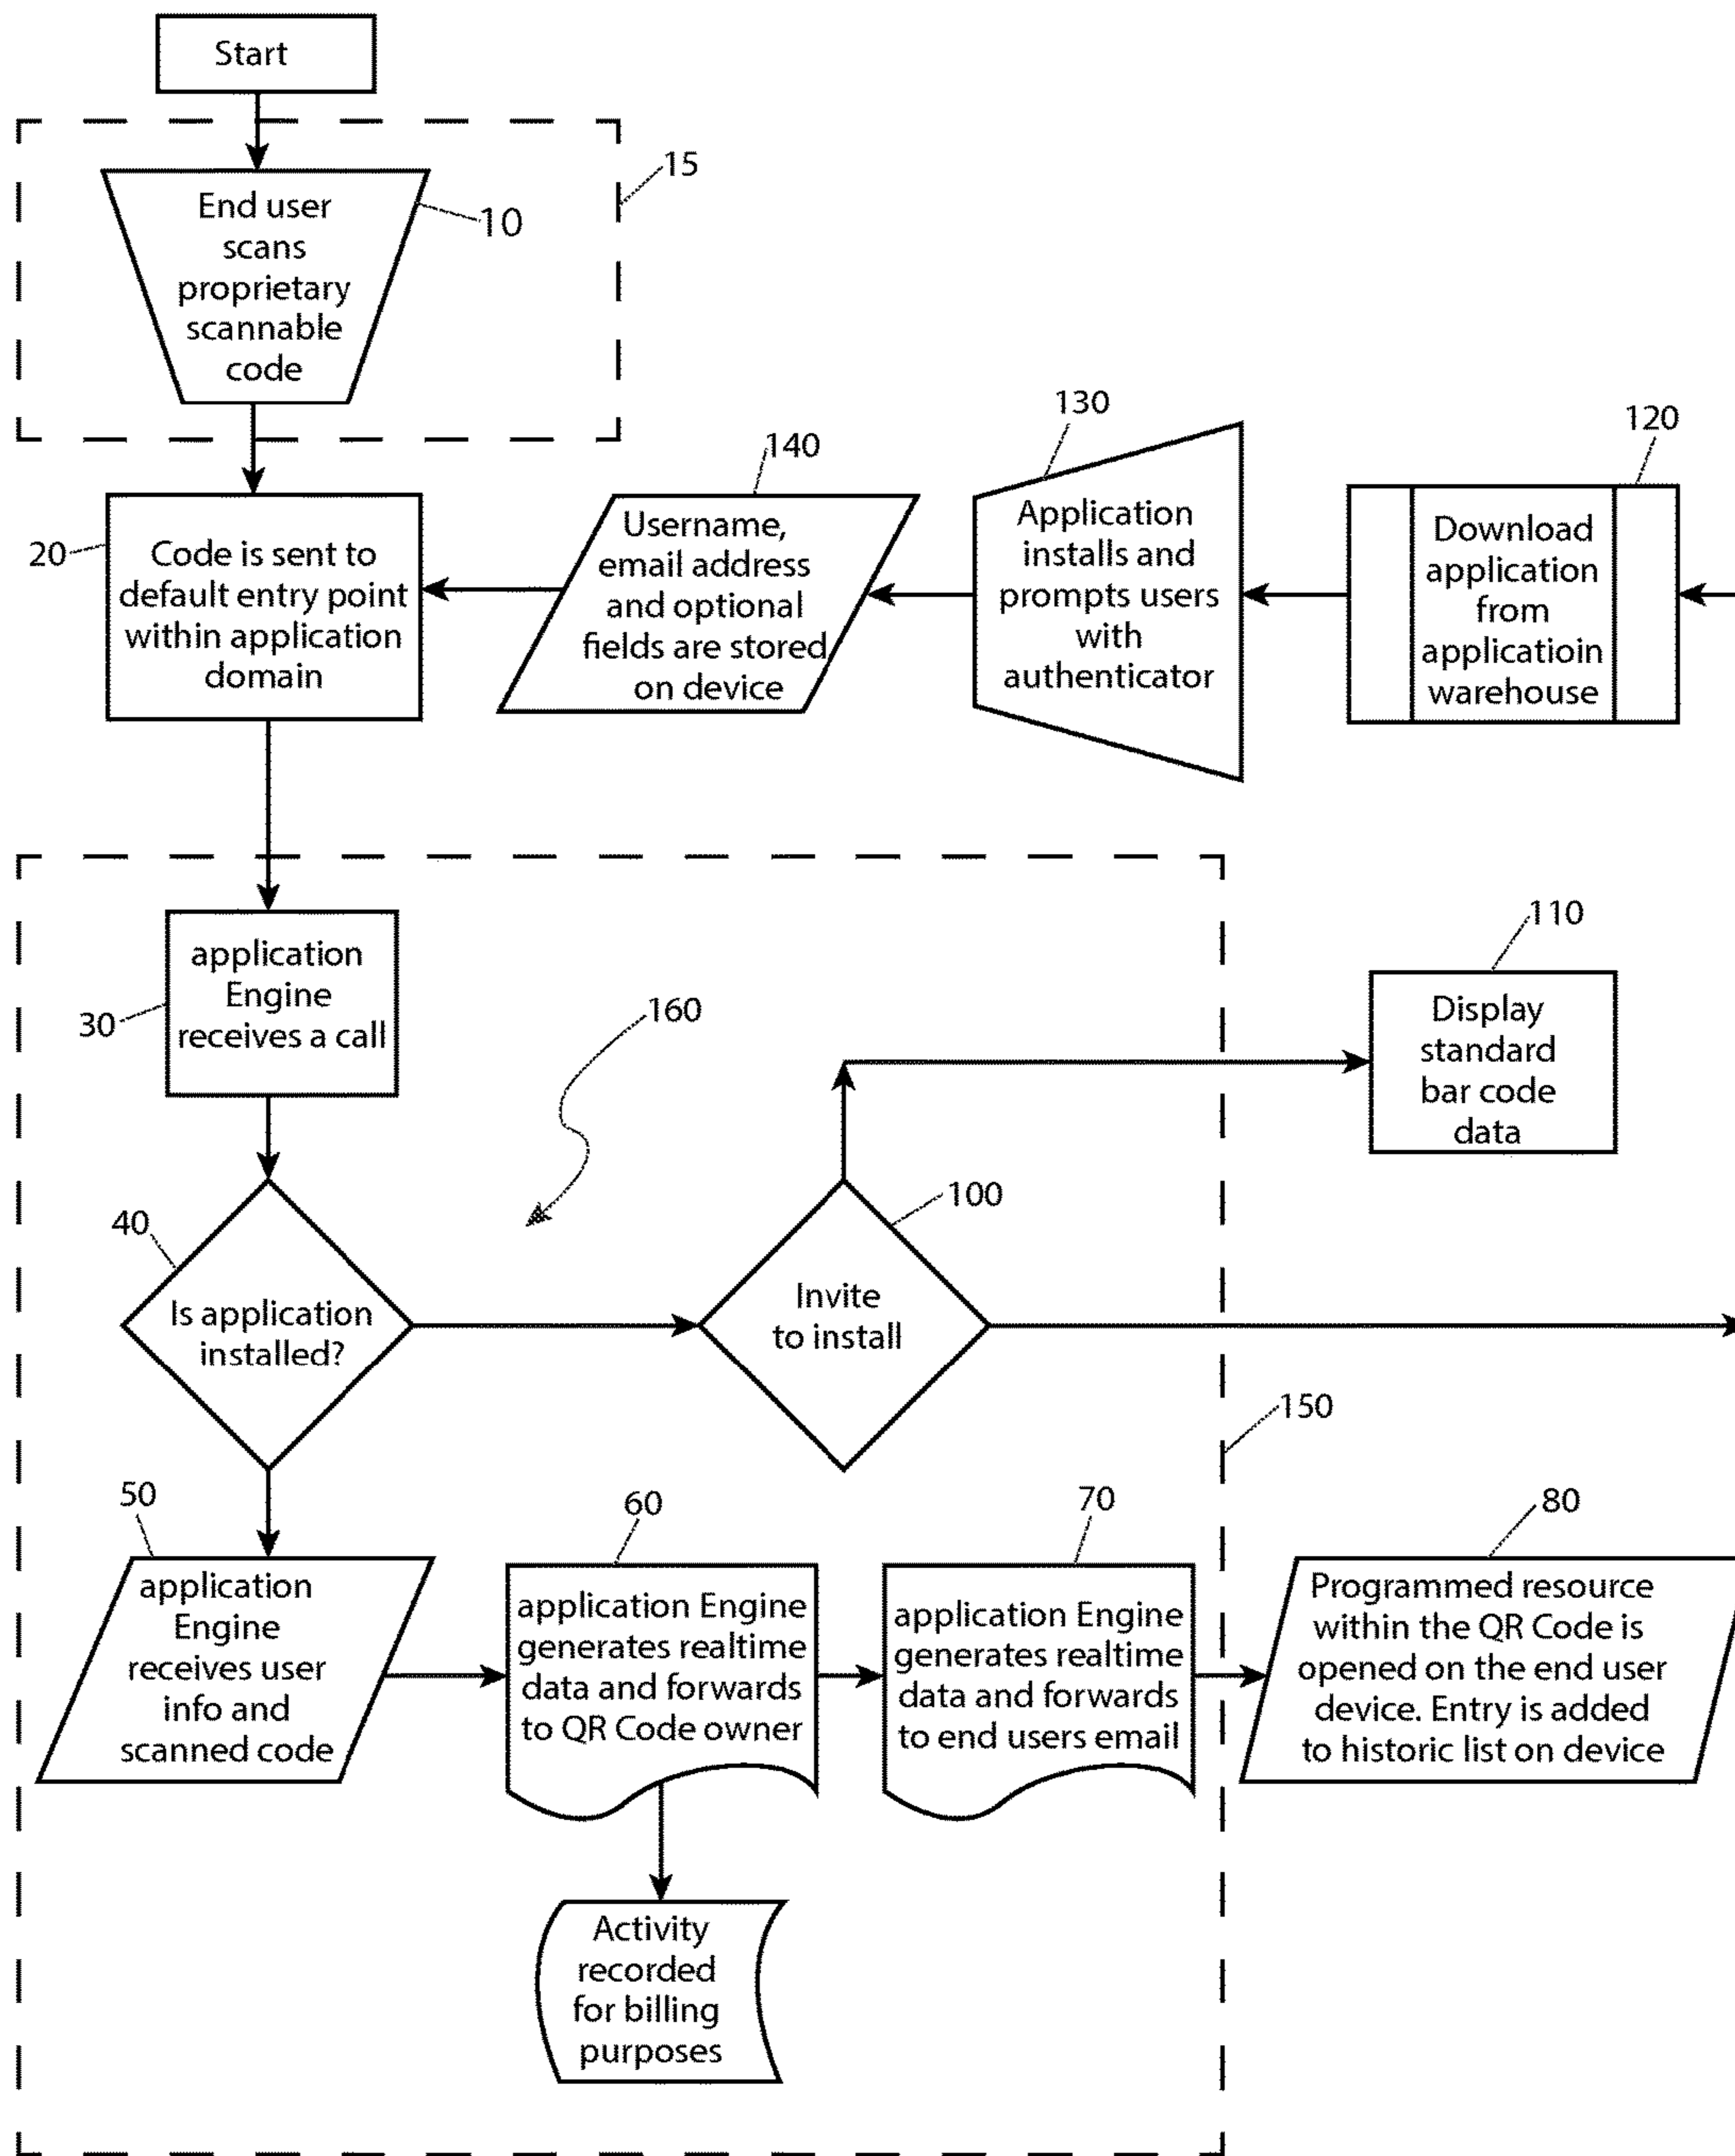 Start
15
End user
scans
proprietary
scannable
code
10
130
120
140
20
Code is sent to
default entry point
within application
domain
Username,
email address
and optional
fields are stored
on device
Application
installs and
prompts users
with
authenticator
Download
application
from
applicatioin
warehouse
30
application
Engine
receives a call
160
110
Display
standard
bar code
data
40
Is application
installed?
100
Invite
to install
150
50
application
Engine
receives user
info and
scanned code
60
application Engine
generates realtime
data and forwards
to QR Code owner
70
application Engine
generates realtime
data and forwards
to end users email
80
Programmed resource
within the QR Code is
opened on the end user
device. Entry is added
to historic list on device
Activity
recorded
for billing
purposes